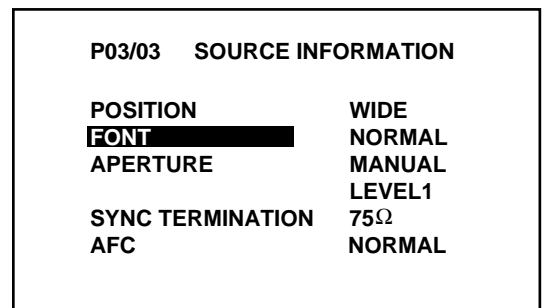 P03/03 SOURCE INFORMATION
POSITION WIDE
FONT NORMAL
APERTURE MANUAL
LEVEL1
SYNC TERMINATION 75Ω
AFC NORMAL